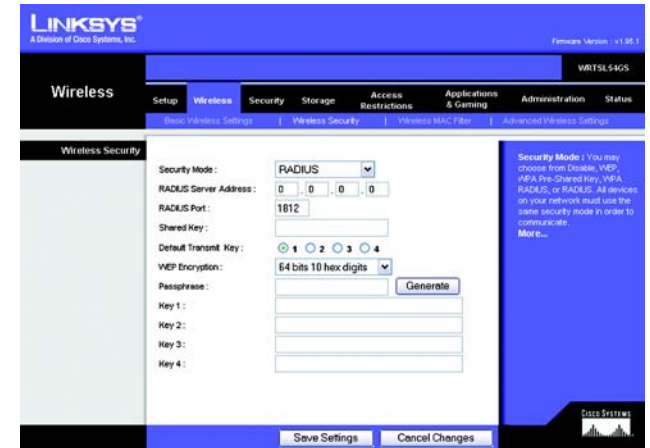 LINKSYS®
A Division of Cisco Systems, Inc.
Firmware Version : v1.95.1
WRTSL54GS
Wireless
Setup Wireless Security Storage Access Restrictions Applications & Gaming Administration Status
Basic Wireless Settings | Wireless Security | Wireless MAC Filter | Advanced Wireless Settings
Wireless Security
Security Mode : RADIUS
RADIUS Server Address : 0 . 0 . 0 . 0
RADIUS Port : 1812
Shared Key :
Default Transmit Key : 1 2 3 4
WEP Encryption : 64 bits 10 hex digits
Passphrase : Generate
Key 1 :
Key 2 :
Key 3 :
Key 4 :
Security Mode : You may
choose from Disable, WEP,
WPA Pre-Shared Key, WPA
RADIUS, or RADIUS. All devices
on your network must use the
same security mode in order to
communicate.
More...
Save Settings Cancel Changes
CISCO SYSTEMS